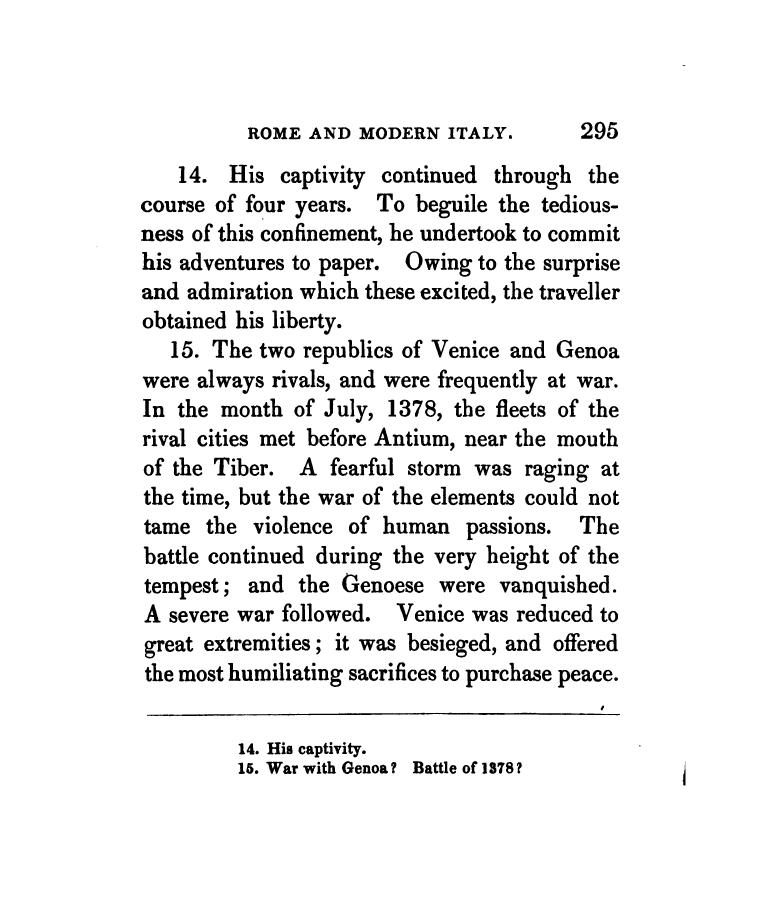 ROME AND MODERN ITALY. 295
14. His captivity continued through the
course of four years. To beguile the tedious-
ness of this confinement, he undertook to commit
his adventures to paper. Owing to the surprise
and admiration which these excited, the traveller
obtained his liberty.
15. The two republics of Venice and Genoa
were always rivals, and were frequently at war.
In the month of July, 1378, the fleets of the
rival cities met before Antium, near the mouth
of the Tiber. A fearful storm was raging at
the time, but the war of the elements could not
tame the violence of human passions. The
battle continued during the very height of the
tempest; and the Genoese were vanquished.
A severe war followed. Venice was reduced to
great extremities; it was besieged, and offered
the most humiliating sacrifices to purchase peace.
14. His captivity.
15. War with Genoa? Battle of 1378?